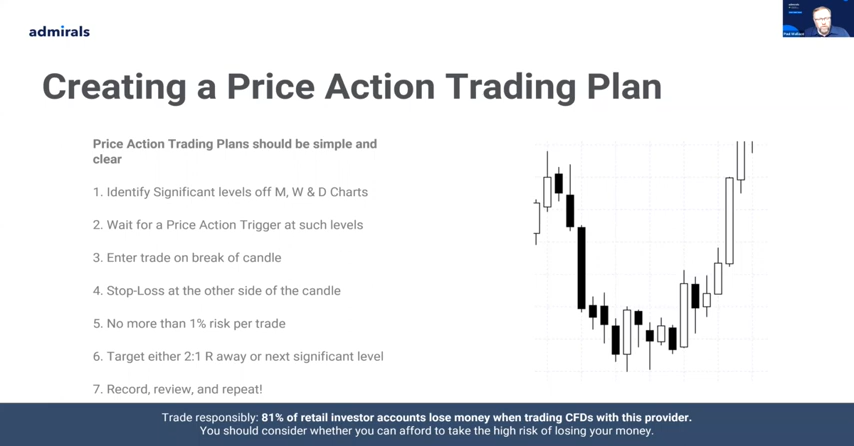 admirals
Creating a Price Action Trading Plan
Price Action Trading Plans should be simple and
clear
1. Identify Significant levels off M, W & D Charts
2. Wait for a Price Action Trigger at such levels
3. Enter trade on break of candle
4. Stop-Loss at the other side of the candle
5. No more than 1% risk per trade
6. Target either 2:1 R away or next significant level
7. Record, review, and repeat!
Trade responsibly: 81% of retail investor accounts lose money when trading CFDs with this provider.
You should consider whether you can afford to take the high risk of losing your money.